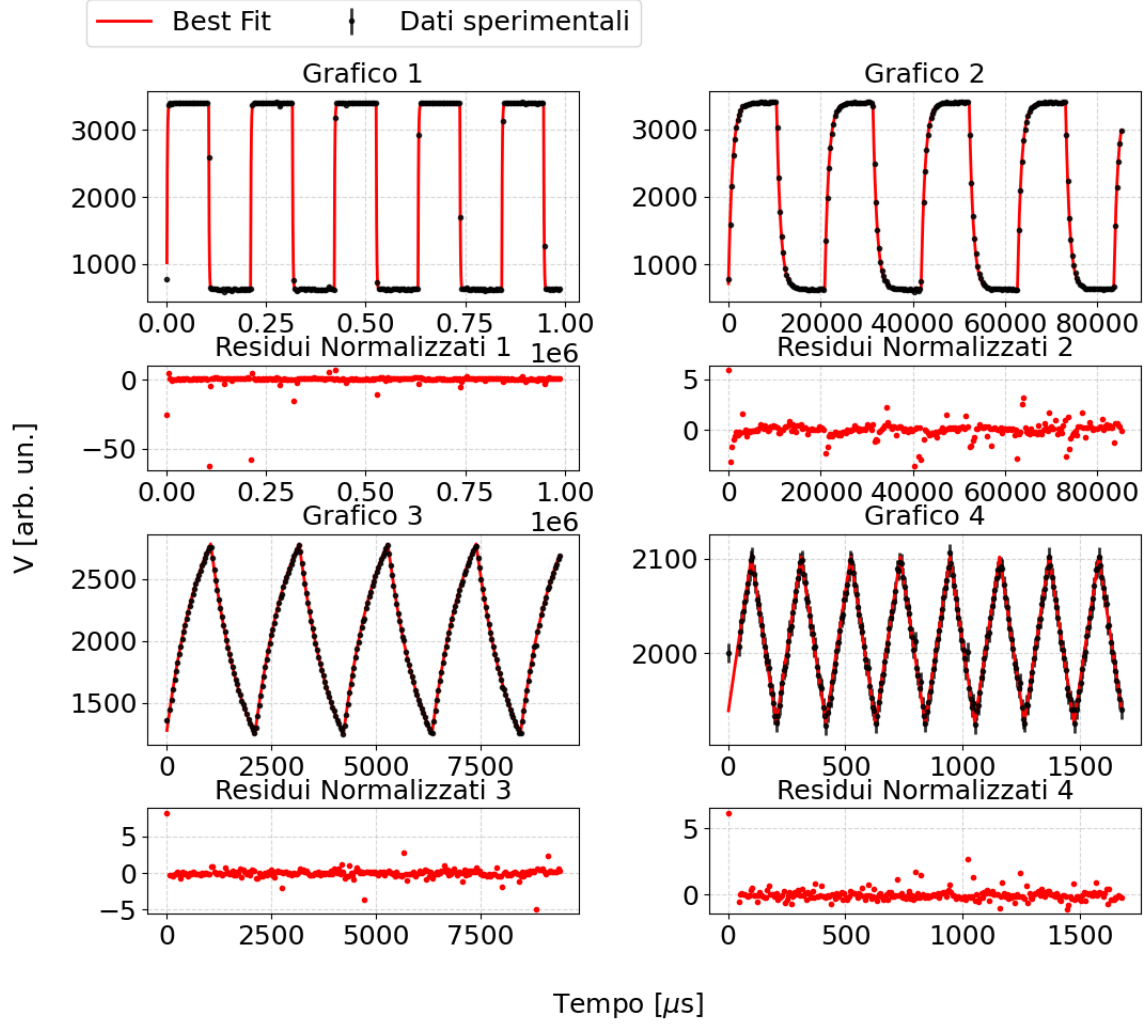 Best Fit Dati sperimentali
Grafico 1 Grafico 2
3000 3000
2000 2000
1000 1000
0.00 0.25 0.50 0.75 1.00 0 20000 40000 60000 80000
1e6
Residui Normalizzati 1 Residui Normalizzati 2
0 5
−50 0
0.00 0.25 0.50 0.75 1.00 0 20000 40000 60000 80000
1e6
Grafico 3 Grafico 4
2500 2100
2000 2000
1500
0 2500 5000 7500 0 500 1000 1500
Residui Normalizzati 3 Residui Normalizzati 4
5 5
0 0
−5
0 2500 5000 7500 0 500 1000 1500
V [arb. un.]
Tempo [μs]